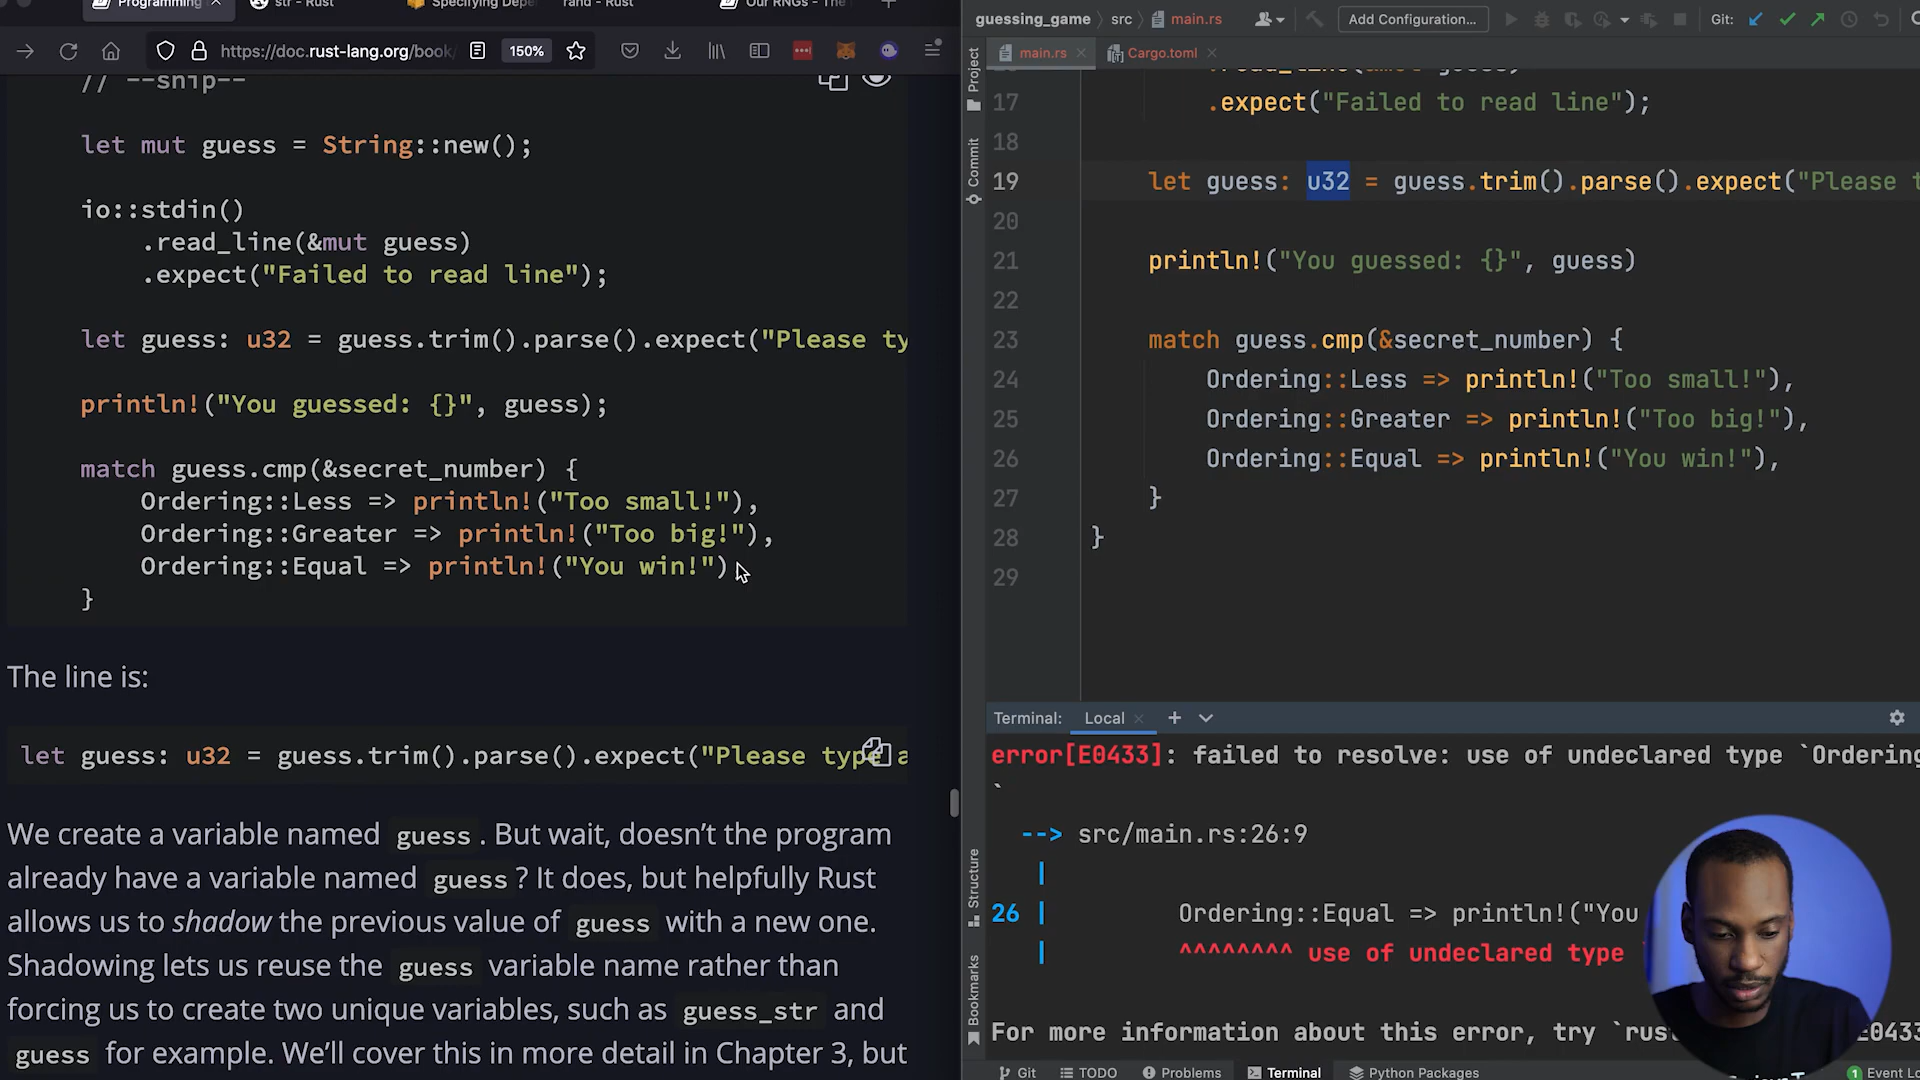 Programming
str - Rust
Specifying Depe
rand - Rust
Our RNGs - The
https://doc.rust-lang.org/book/
150%
let mut guess = String::new();
io::stdin()
.read_line(&mut guess)
.expect("Failed to read line");
let guess: u32 = guess.trim().parse().expect("Please ty
println!("You guessed: {}", guess);
match guess.cmp(&secret_number) {
Ordering::Less => println!("Too small!"),
Ordering::Greater => println!("Too big!"),
Ordering::Equal => println!("You win!")
}
The line is:
let guess: u32 = guess.trim().parse().expect("Please type a
We create a variable named guess . But wait, doesn’t the program
already have a variable named guess ? It does, but helpfully Rust
allows us to shadow the previous value of guess with a new one.
Shadowing lets us reuse the guess variable name rather than
forcing us to create two unique variables, such as guess_str and
guess for example. We’ll cover this in more detail in Chapter 3, but
guessing_game src main.rs Add Configuration... Git:
main.rs Cargo.toml
Project
Commit
Structure
Bookmarks
17 .expect("Failed to read line");
18
19 let guess: u32 = guess.trim().parse().expect("Please t
20
21 println!("You guessed: {}", guess)
22
23 match guess.cmp(&secret_number) {
24 Ordering::Less => println!("Too small!"),
25 Ordering::Greater => println!("Too big!"),
26 Ordering::Equal => println!("You win!"),
27 }
28 }
29
Terminal: Local
error[E0433]: failed to resolve: use of undeclared type `Ordering
`
--> src/main.rs:26:9
|
26 | Ordering::Equal => println!("You
| ^^^^^^^^ use of undeclared type
For more information about this error, try `rus E0433
Git TODO Problems Terminal Python Packages 1 Event Lo